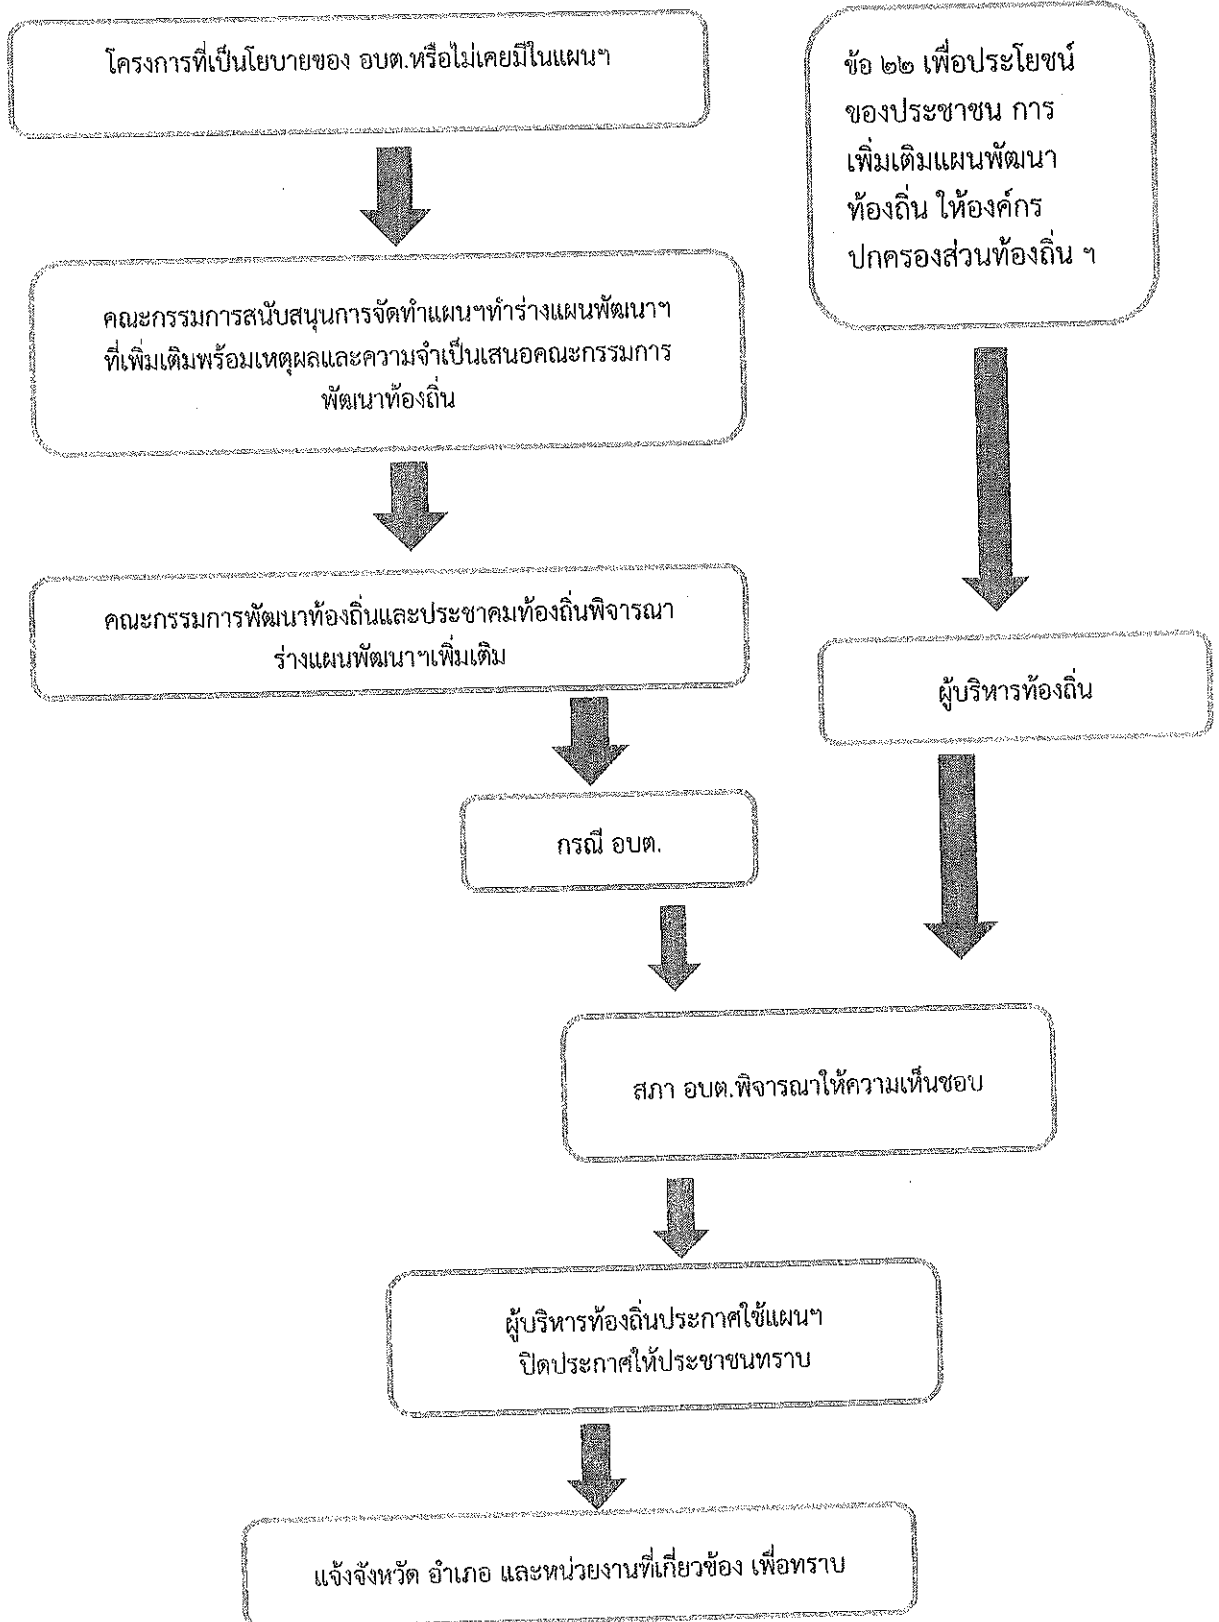 โครงการที่เป็นโยบายของ อบต.หรือไม่เคยมีในแผนฯ
ข้อ ๒๒ เพื่อประโยชน์
ของประชาชน การ
เพิ่มเติมแผนพัฒนา
ท้องถิ่น ให้องค์กร
ปกครองส่วนท้องถิ่น ฯ
คณะกรรมการสนับสนุนการจัดทำแผนฯทำร่างแผนพัฒนาฯ
ที่เพิ่มเติมพร้อมเหตุผลและความจำเป็นเสนอคณะกรรมการ
พัฒนาท้องถิ่น
คณะกรรมการพัฒนาท้องถิ่นและประชาคมท้องถิ่นพิจารณา
ร่างแผนพัฒนาฯเพิ่มเติม
ผู้บริหารท้องถิ่น
กรณี อบต.
สภา อบต.พิจารณาให้ความเห็นชอบ
ผู้บริหารท้องถิ่นประกาศใช้แผนฯ
ปิดประกาศให้ประชาชนทราบ
แจ้งจังหวัด อำเภอ และหน่วยงานที่เกี่ยวข้อง เพื่อทราบ